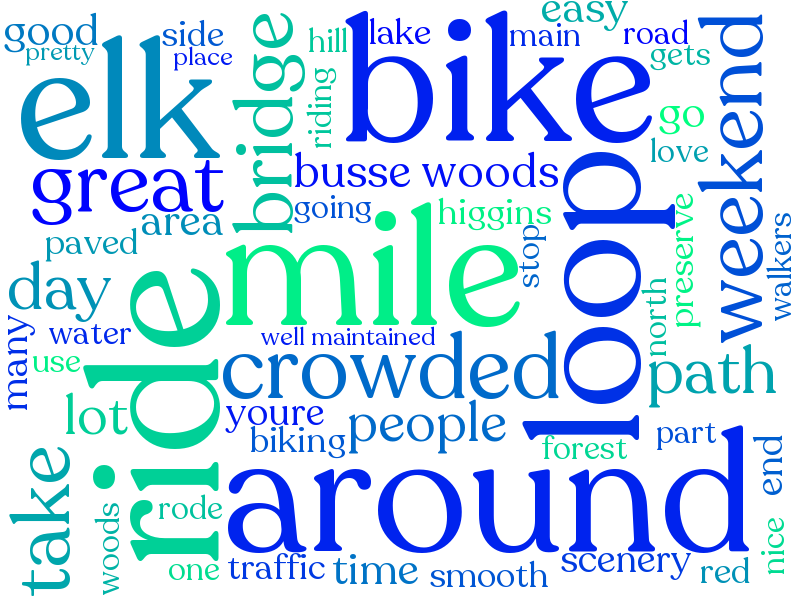 good
pretty
side
place
bridge
hill
lake
bike
main
easy
road
gets
weekend
elk
riding
go
love
great
busse woods
area
going
higgins
loop
paved
mile
stop
preserve
walkers
day
ride
north
many
water
well maintained
use
crowded
path
lot
youre
people
biking
forest
part
take
around
end
woods
rode
nice
one
traffic
time
smooth
scenery
red